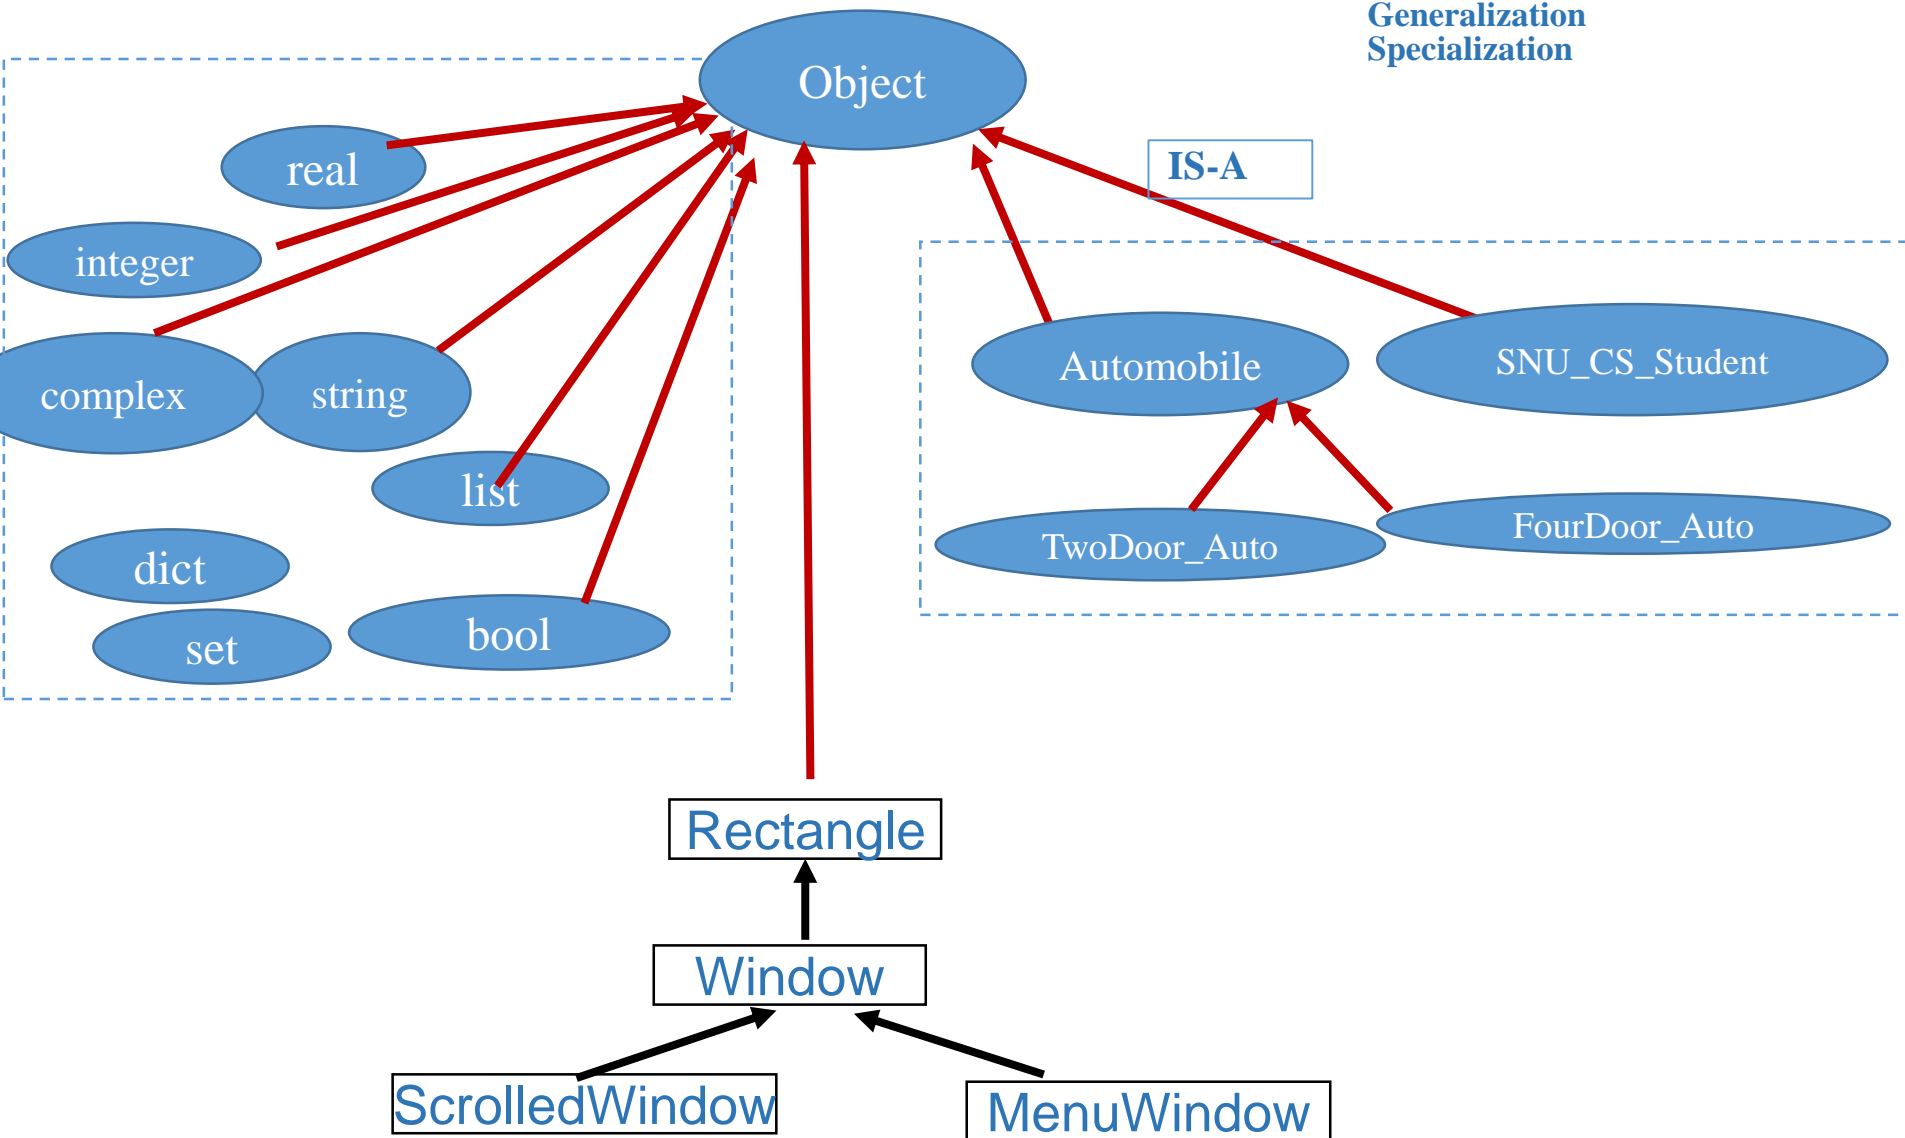 Generalization
Specialization
Object
IS-A
real
integer
complex
string
list
dict
set
bool
Automobile
SNU_CS_Student
TwoDoor_Auto
FourDoor_Auto
Rectangle
Window
ScrolledWindow
MenuWindow